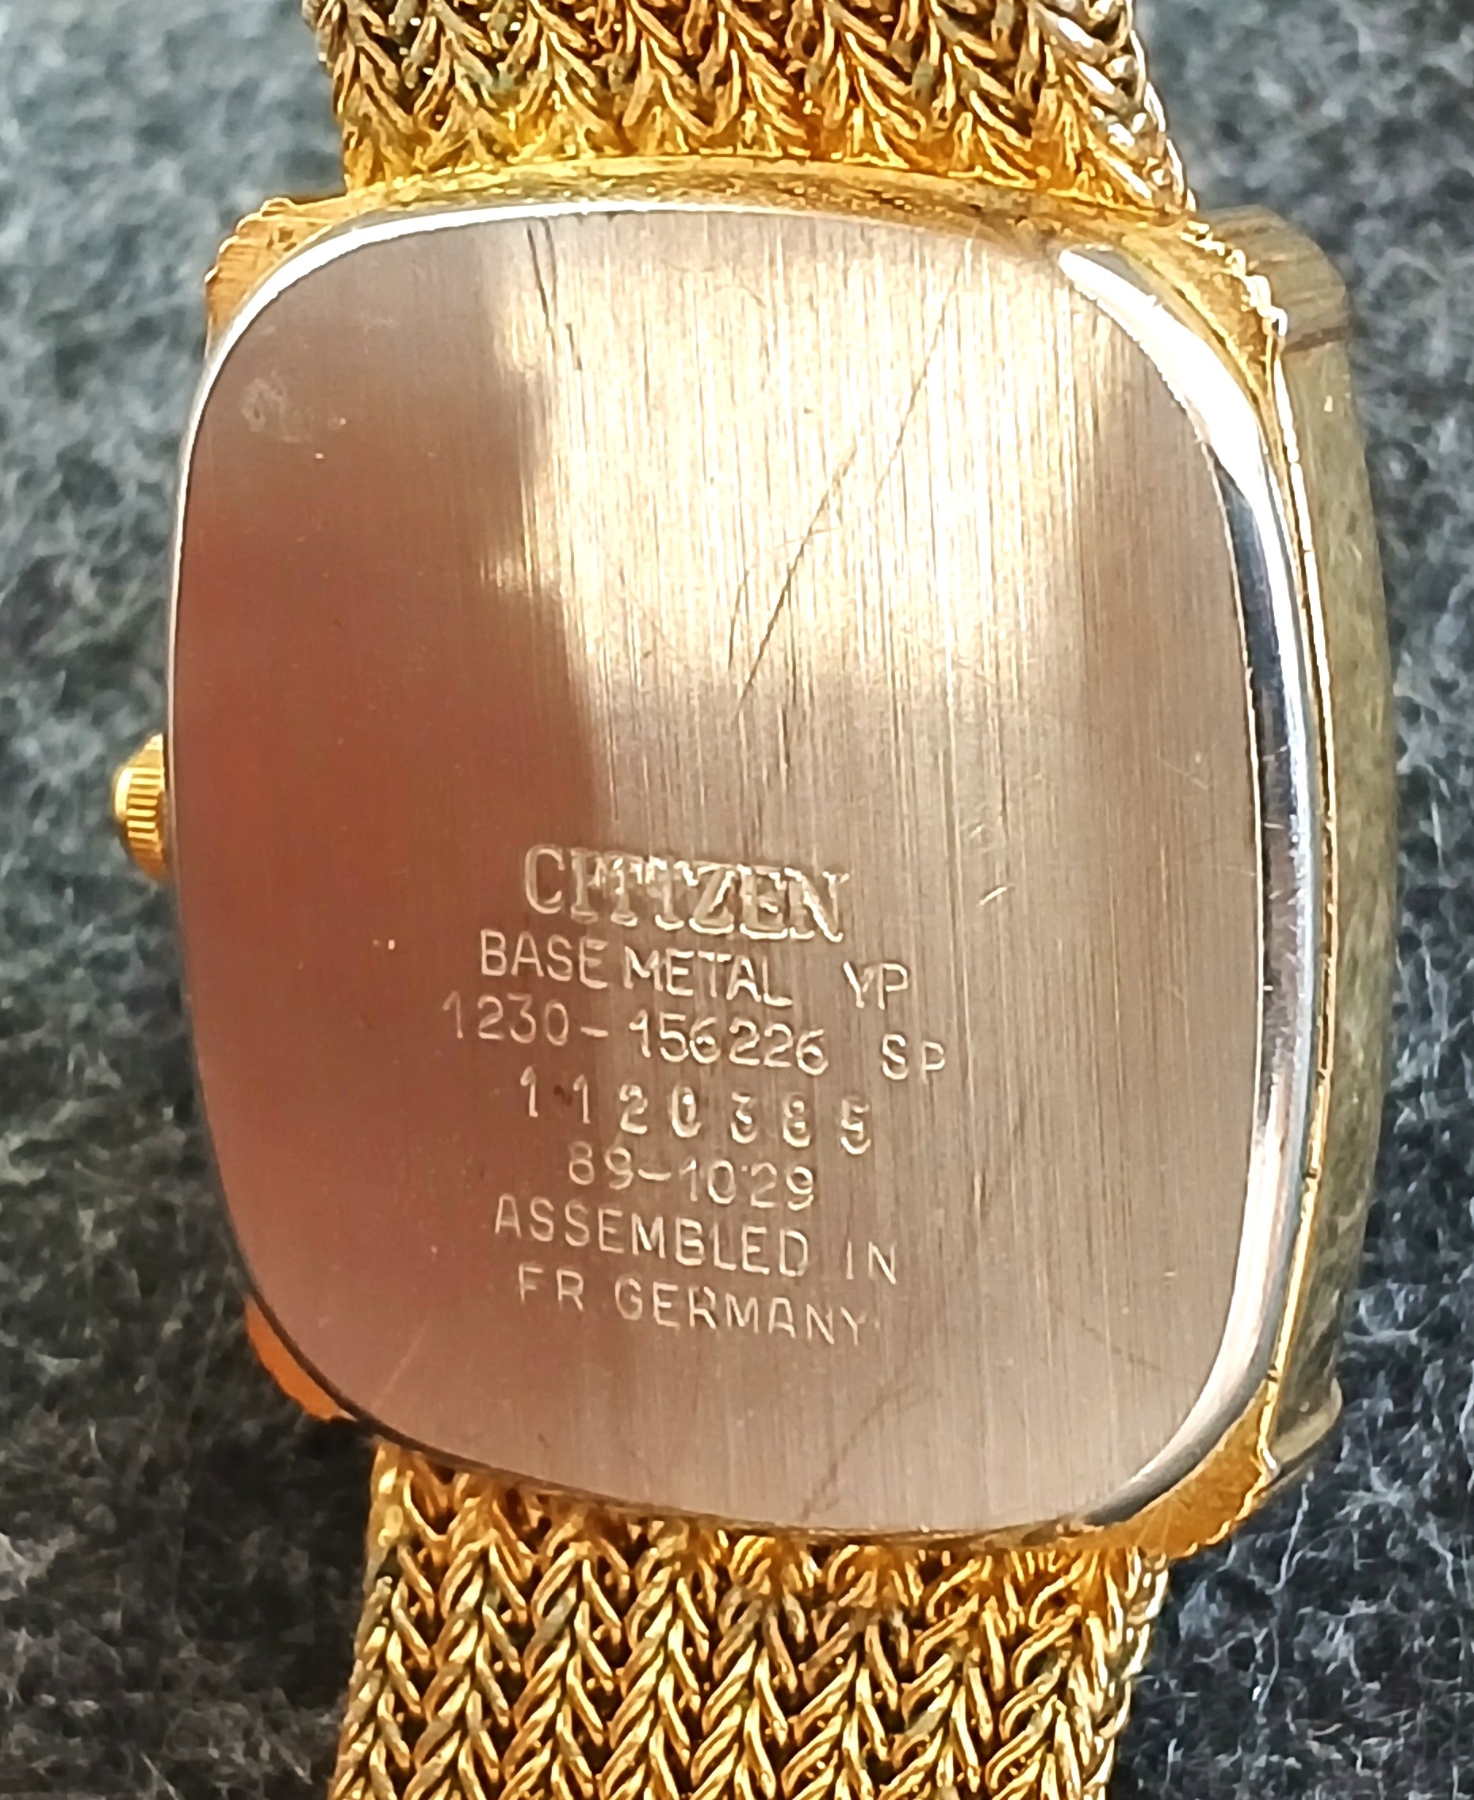 CITIZEN
BASE METAL YP
1230-156226 SP
1120385
89-1029
ASSEMBLED IN
FR GERMANY